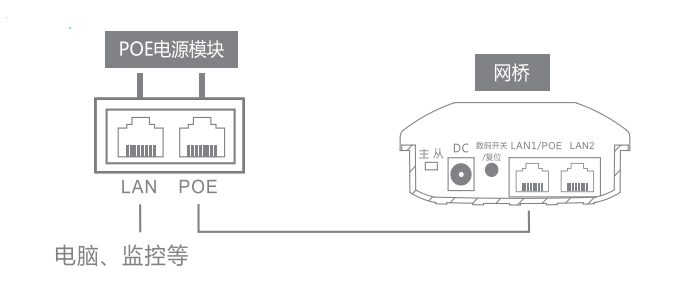 POE电源模块
网桥
主 从
DC
数码开关
/复位
LAN1/POE
LAN2
LAN
POE
电脑、监控等